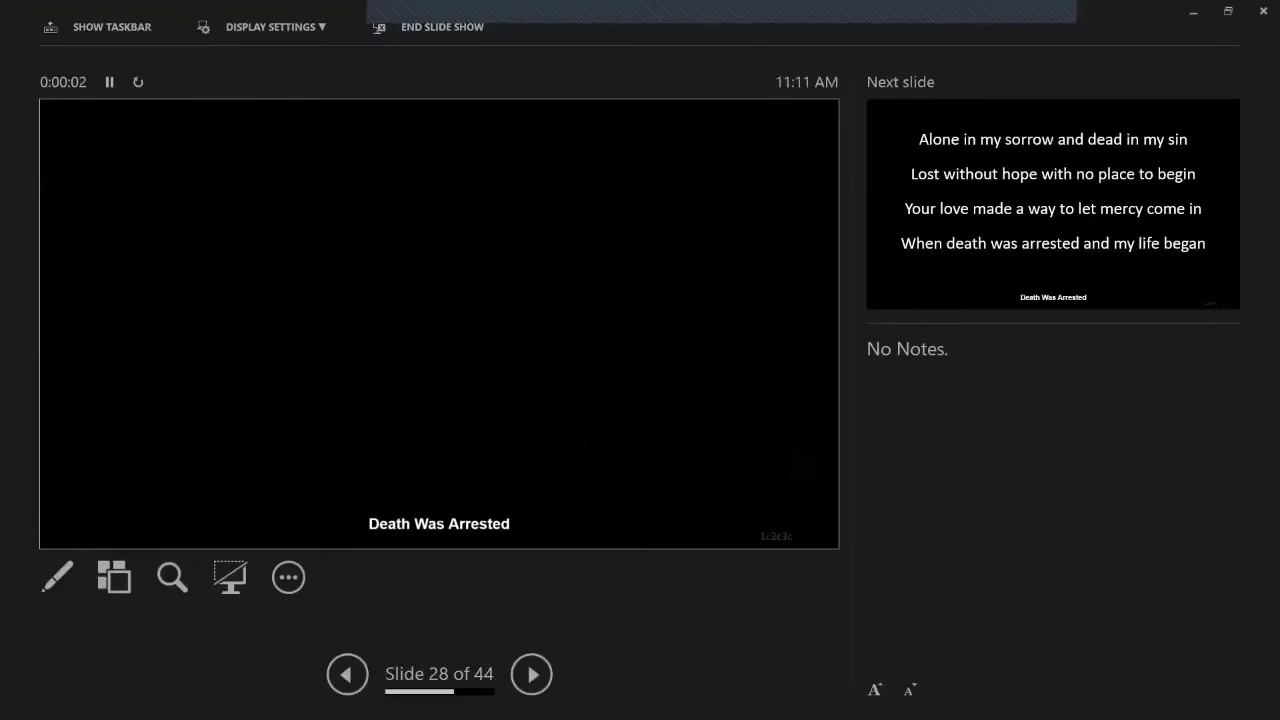 SHOW TASKBAR
DISPLAY SETTINGS ▼
END SLIDE SHOW
0:00:02
11:11 AM
Death Was Arrested
1c2c3c
Slide 28 of 44
Next slide
Alone in my sorrow and dead in my sin
Lost without hope with no place to begin
Your love made a way to let mercy come in
When death was arrested and my life began
Death Was Arrested
No Notes.
A A